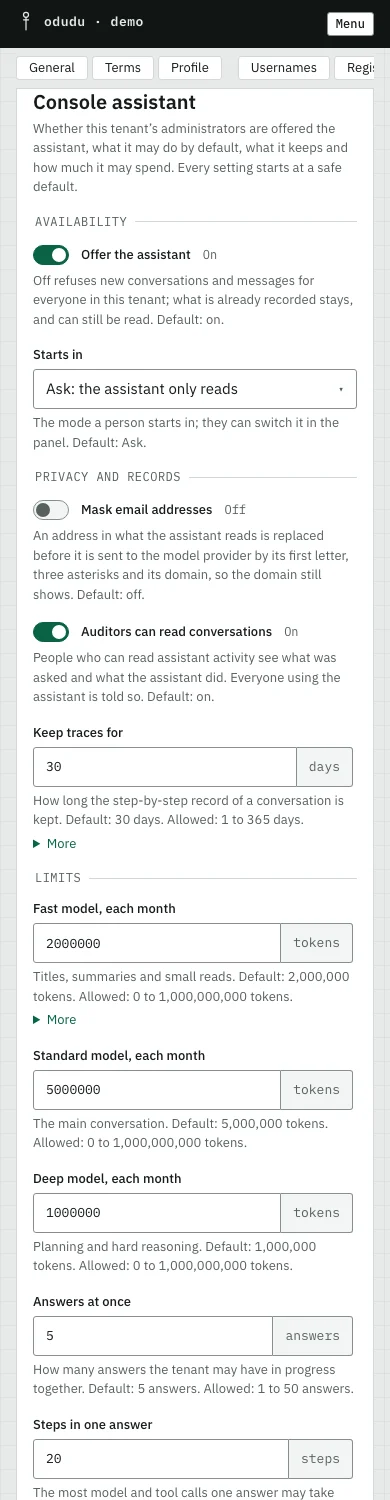 odudu · demo
Menu
General
Terms
Profile
Usernames
Regis
Console assistant
Whether this tenant's administrators are offered the
assistant, what it may do by default, what it keeps and
how much it may spend. Every setting starts at a safe
default.
AVAILABILITY
Offer the assistant On
Off refuses new conversations and messages for
everyone in this tenant; what is already recorded stays,
and can still be read. Default: on.
Starts in
Ask: the assistant only reads
The mode a person starts in; they can switch it in the
panel. Default: Ask.
PRIVACY AND RECORDS
Mask email addresses Off
An address in what the assistant reads is replaced
before it is sent to the model provider by its first letter,
three asterisks and its domain, so the domain still
shows. Default: off.
Auditors can read conversations On
People who can read assistant activity see what was
asked and what the assistant did. Everyone using the
assistant is told so. Default: on.
Keep traces for
30 days
How long the step-by-step record of a conversation is
kept. Default: 30 days. Allowed: 1 to 365 days.
More
LIMITS
Fast model, each month
2000000 tokens
Titles, summaries and small reads. Default: 2,000,000
tokens. Allowed: 0 to 1,000,000,000 tokens.
More
Standard model, each month
5000000 tokens
The main conversation. Default: 5,000,000 tokens.
Allowed: 0 to 1,000,000,000 tokens.
Deep model, each month
1000000 tokens
Planning and hard reasoning. Default: 1,000,000
tokens. Allowed: 0 to 1,000,000,000 tokens.
Answers at once
5 answers
How many answers the tenant may have in progress
together. Default: 5 answers. Allowed: 1 to 50 answers.
Steps in one answer
20 steps
The most model and tool calls one answer may take